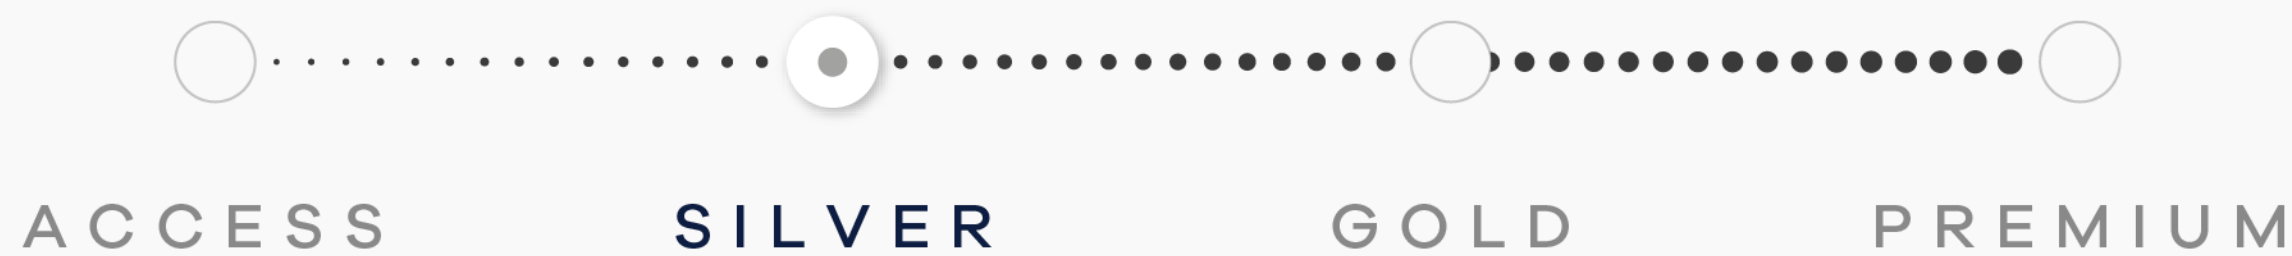 ACCESS SILVER GOLD PREMIUM